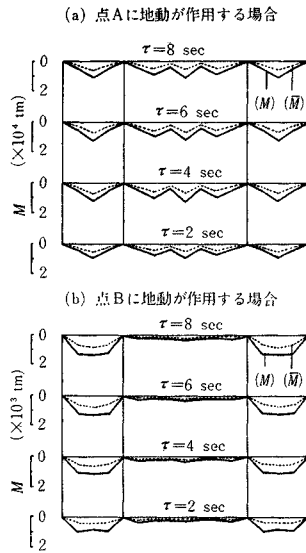 (a) 点Aに地動が作用する場合
τ=8 sec
0
2
(M) (M̄)
τ=6 sec
0
2
τ=4 sec
0
2
τ=2 sec
0
2
M (×10⁴ tm)
(b) 点Bに地動が作用する場合
τ=8 sec
0
2
(M) (M̄)
τ=6 sec
0
2
τ=4 sec
0
2
τ=2 sec
0
2
M (×10³ tm)